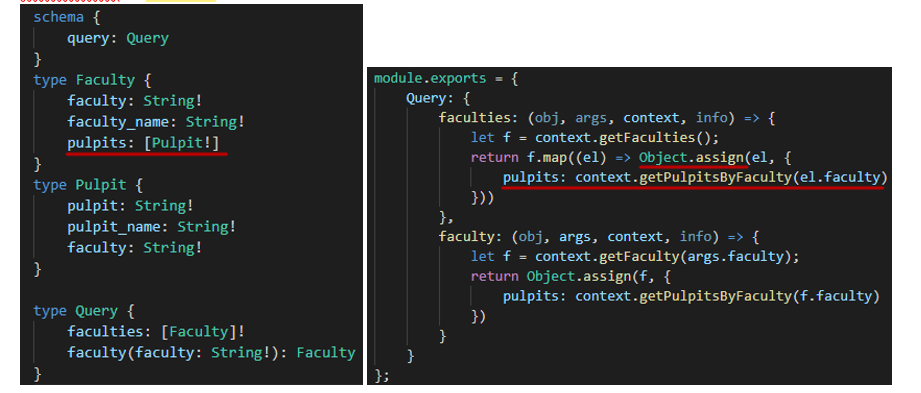 schema {
    query: Query
}
type Faculty {
    faculty: String!
    faculty_name: String!
    pulpits: [Pulpit!]
}
type Pulpit {
    pulpit: String!
    pulpit_name: String!
    faculty: String!
}

type Query {
    faculties: [Faculty]!
    faculty(faculty: String!): Faculty
}

module.exports = {
    Query: {
        faculties: (obj, args, context, info) => {
            let f = context.getFaculties();
            return f.map((el) => Object.assign(el, {
                pulpits: context.getPulpitsByFaculty(el.faculty)
            }))
        },
        faculty: (obj, args, context, info) => {
            let f = context.getFaculty(args.faculty);
            return Object.assign(f, {
                pulpits: context.getPulpitsByFaculty(f.faculty)
            })
        }
    }
};